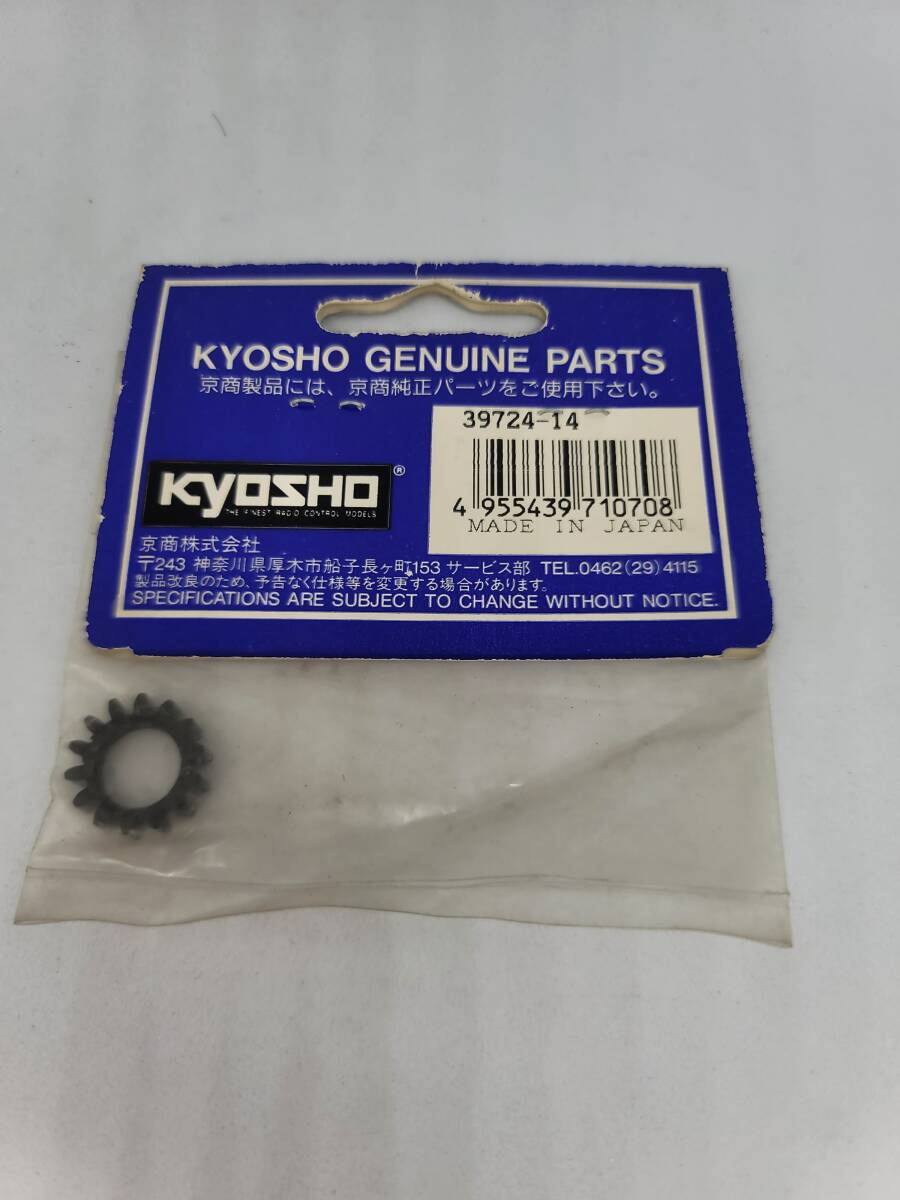 KYOSHO GENUINE PARTS
京商製品には、京商純正パーツをご使用下さい。
39724-14
4 955439 710708
MADE IN JAPAN
KYOSHO®
THE FINEST RADIO CONTROL MODELS
京商株式会社
〒243 神奈川県厚木市船子長ヶ町153 サービス部 TEL.0462(29)4115
製品改良のため、予告なく仕様等を変更する場合があります。
SPECIFICATIONS ARE SUBJECT TO CHANGE WITHOUT NOTICE.